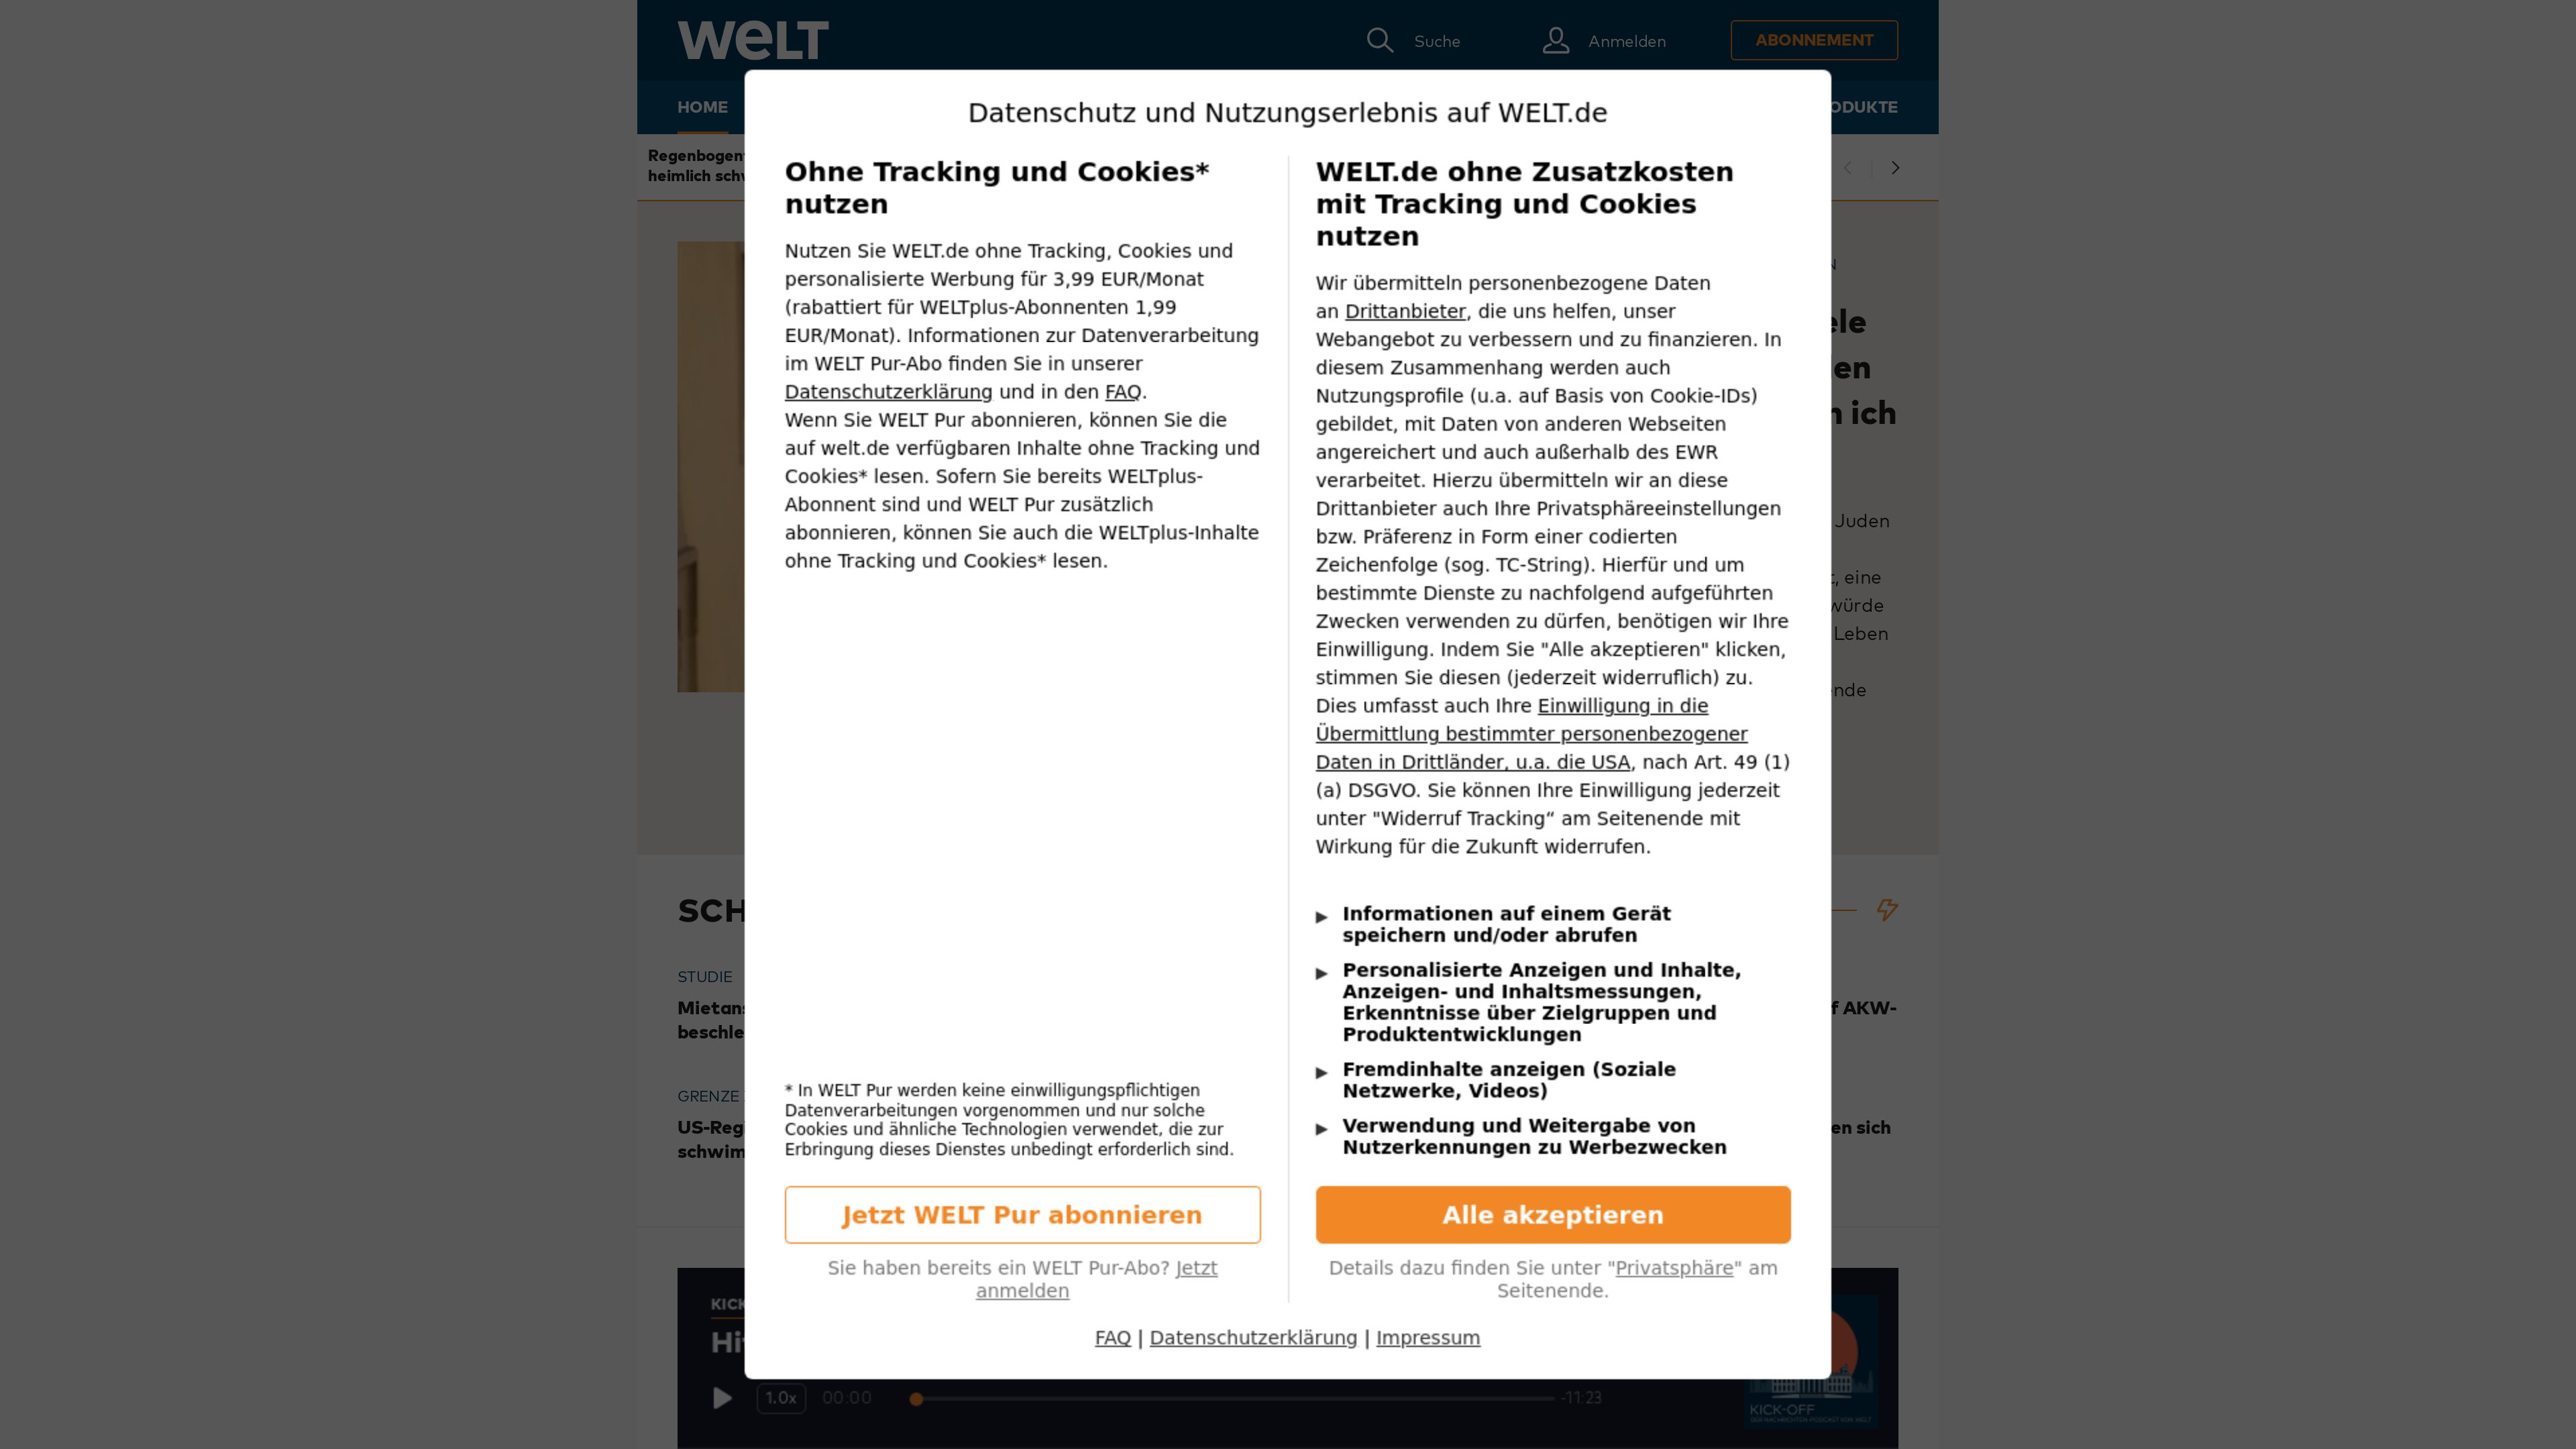 WELT
Suche
Anmelden
ABONNEMENT
HOME
Datenschutz und Nutzungserlebnis auf WELT.de
Ohne Tracking und Cookies*
nutzen
Nutzen Sie WELT.de ohne Tracking, Cookies und
personalisierte Werbung für 3,99 EUR/Monat
(rabattiert für WELTplus-Abonnenten 1,99
EUR/Monat). Informationen zur Datenverarbeitung
im WELT Pur-Abo finden Sie in unserer
Datenschutzerklärung und in den FAQ.
Wenn Sie WELT Pur abonnieren, können Sie die
auf welt.de verfügbaren Inhalte ohne Tracking und
Cookies* lesen. Sofern Sie bereits WELTplus-
Abonnent sind und WELT Pur zusätzlich
abonnieren, können Sie auch die WELTplus-Inhalte
ohne Tracking und Cookies* lesen.
* In WELT Pur werden keine einwilligungspflichtigen
Datenverarbeitungen vorgenommen und nur solche
Cookies und ähnliche Technologien verwendet, die zur
Erbringung dieses Dienstes unbedingt erforderlich sind.
Jetzt WELT Pur abonnieren
Sie haben bereits ein WELT Pur-Abo? Jetzt
anmelden
WELT.de ohne Zusatzkosten
mit Tracking und Cookies
nutzen
Wir übermitteln personenbezogene Daten
an Drittanbieter, die uns helfen, unser
Webangebot zu verbessern und zu finanzieren. In
diesem Zusammenhang werden auch
Nutzungsprofile (u.a. auf Basis von Cookie-IDs)
gebildet, mit Daten von anderen Webseiten
angereichert und auch außerhalb des EWR
verarbeitet. Hierzu übermitteln wir an diese
Drittanbieter auch Ihre Privatsphäreeinstellungen
bzw. Präferenz in Form einer codierten
Zeichenfolge (sog. TC-String). Hierfür und um
bestimmte Dienste zu nachfolgend aufgeführten
Zwecken verwenden zu dürfen, benötigen wir Ihre
Einwilligung. Indem Sie "Alle akzeptieren" klicken,
stimmen Sie diesen (jederzeit widerruflich) zu.
Dies umfasst auch Ihre Einwilligung in die
Übermittlung bestimmter personenbezogener
Daten in Drittländer, u.a. die USA, nach Art. 49 (1)
(a) DSGVO. Sie können Ihre Einwilligung jederzeit
unter "Widerruf Tracking“ am Seitenende mit
Wirkung für die Zukunft widerrufen.
Informationen auf einem Gerät
speichern und/oder abrufen
Personalisierte Anzeigen und Inhalte,
Anzeigen- und Inhaltsmessungen,
Erkenntnisse über Zielgruppen und
Produktentwicklungen
Fremdinhalte anzeigen (Soziale
Netzwerke, Videos)
Verwendung und Weitergabe von
Nutzerkennungen zu Werbezwecken
Alle akzeptieren
Details dazu finden Sie unter "Privatsphäre" am
Seitenende.
FAQ | Datenschutzerklärung | Impressum
heimlich
Juden
eine
Leben
STUDIE
AKW-
GRENZE
sich
1.0x
00:00
-11:23
KICK-OFF